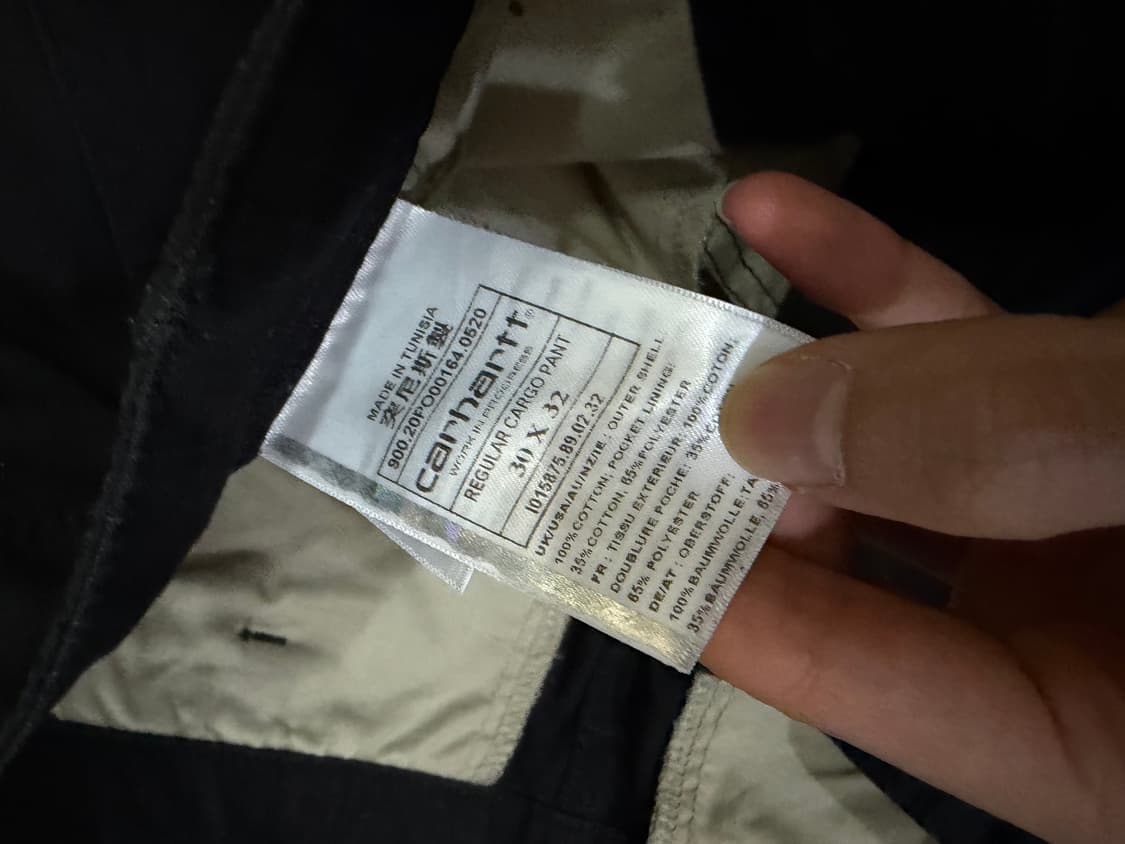 MADE IN TUNISIA
突尼斯製
900.20PO00164.0520
carhartt®
WORK IN PROGRESS
REGULAR CARGO PANT
30 X 32
I015875.89.02.32
UK/USA/AU/NZ/IE : OUTER SHELL
100% COTTON; POCKET LINING:
35% COTTON, 65% POLYESTER
FR : TISSU EXTERIEUR: 100% COTON;
DOUBLURE POCHE: 35%
65% POLYESTER
DE/AT : OBERSTOFF:
100% BAUMWOLLE;
35% BAUMWOLLE, 65%